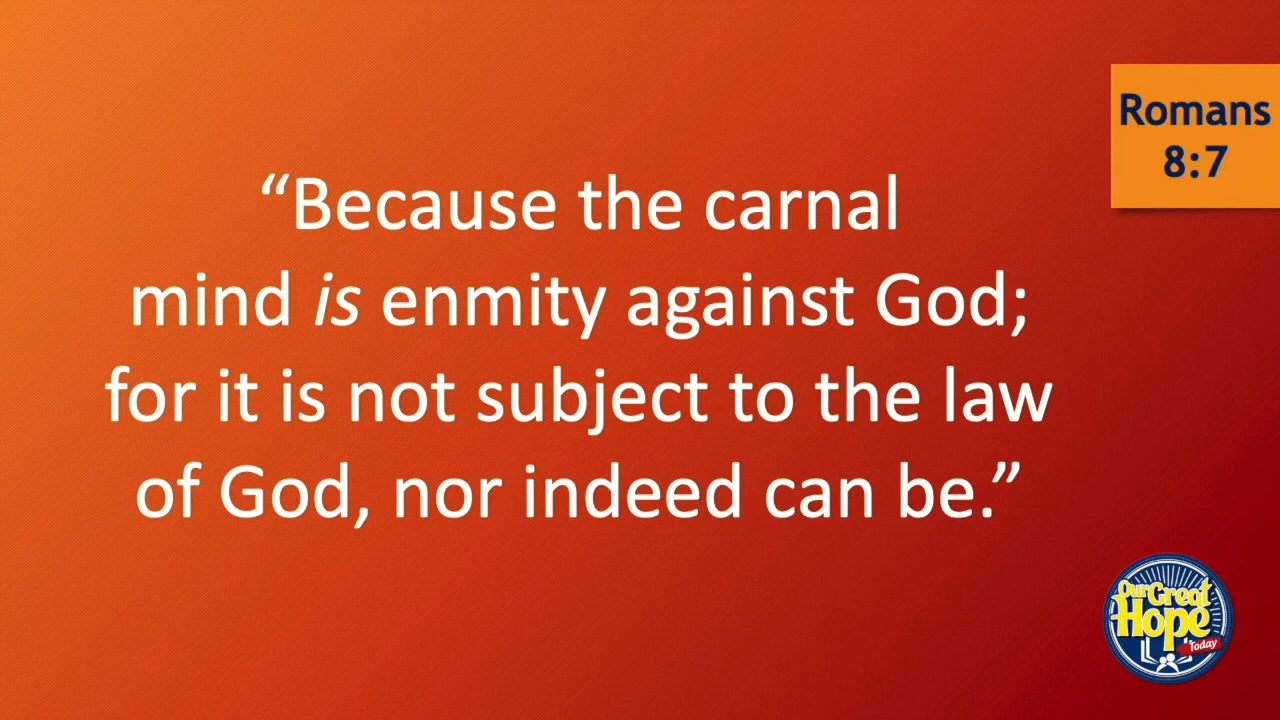 Romans
8:7
“Because the carnal
mind is enmity against God;
for it is not subject to the law
of God, nor indeed can be.”
Our Great
Hope
Today